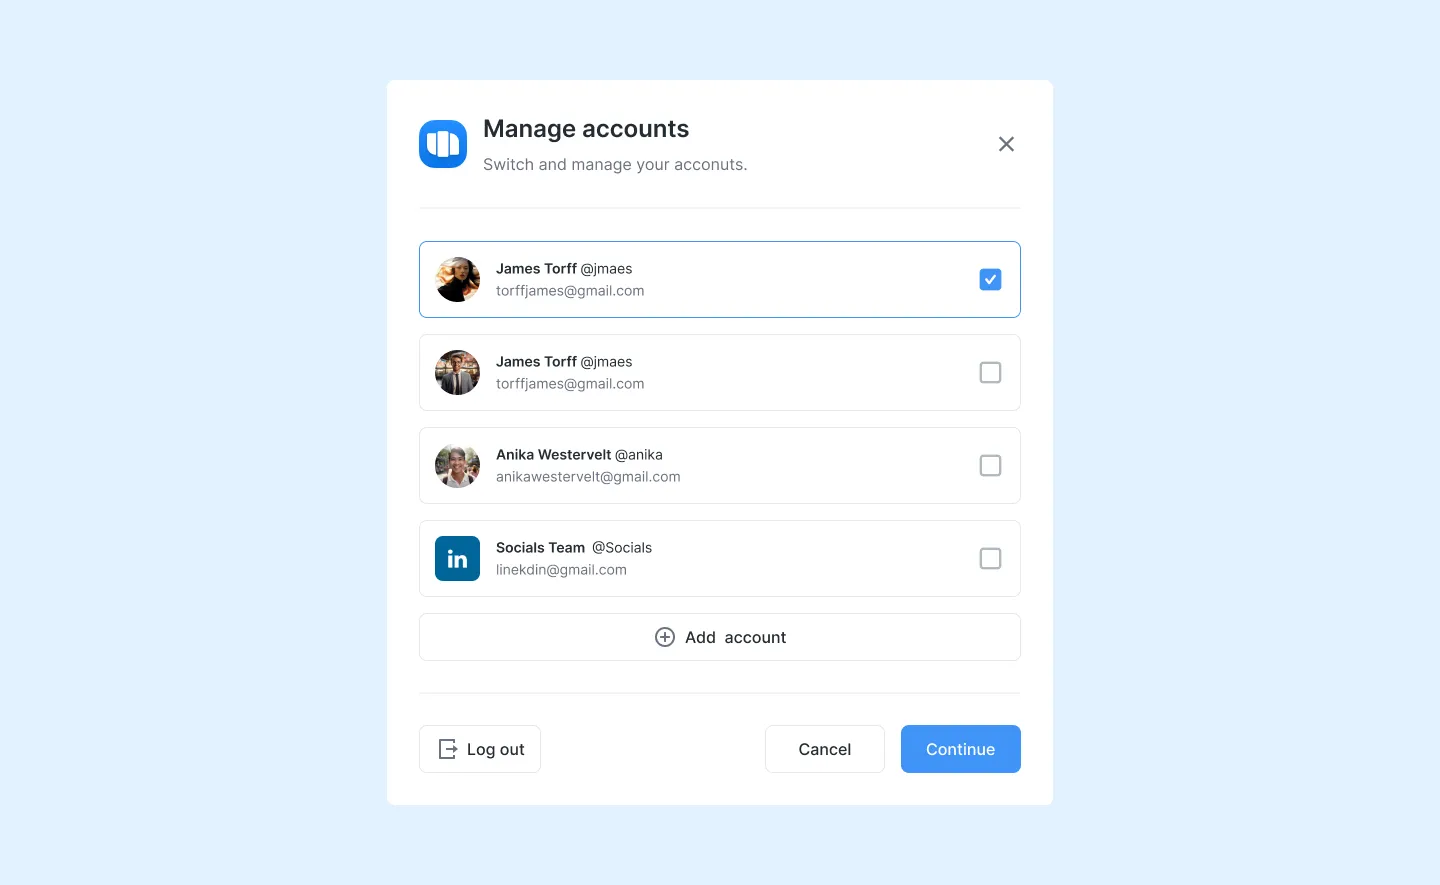 Manage accounts
Switch and manage your acconuts.
James Torff @jmaes
torffjames@gmail.com
James Torff @jmaes
torffjames@gmail.com
Anika Westervelt @anika
anikawestervelt@gmail.com
in
Socials Team @Socials
linekdin@gmail.com
Add account
Log out
Cancel
Continue